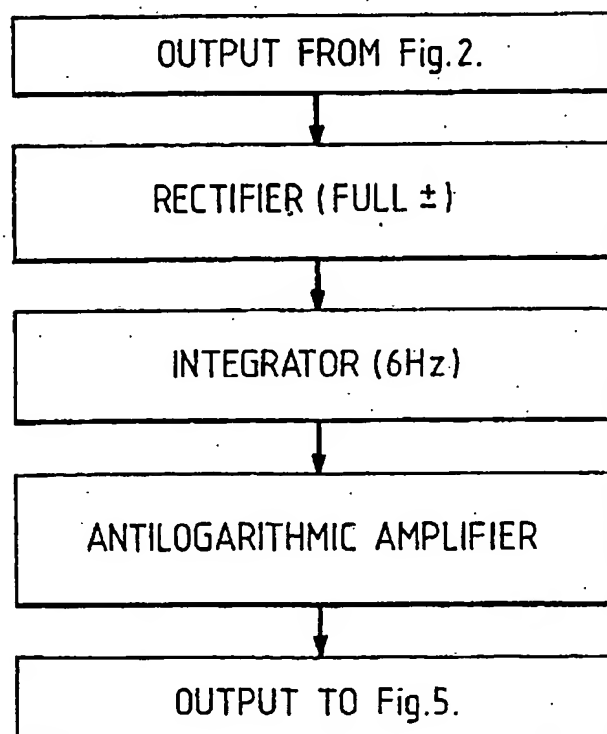 OUTPUT FROM Fig.2.
RECTIFIER (FULL ±)
INTEGRATOR (6Hz)
ANTILOGARITHMIC AMPLIFIER
OUTPUT TO Fig.5.